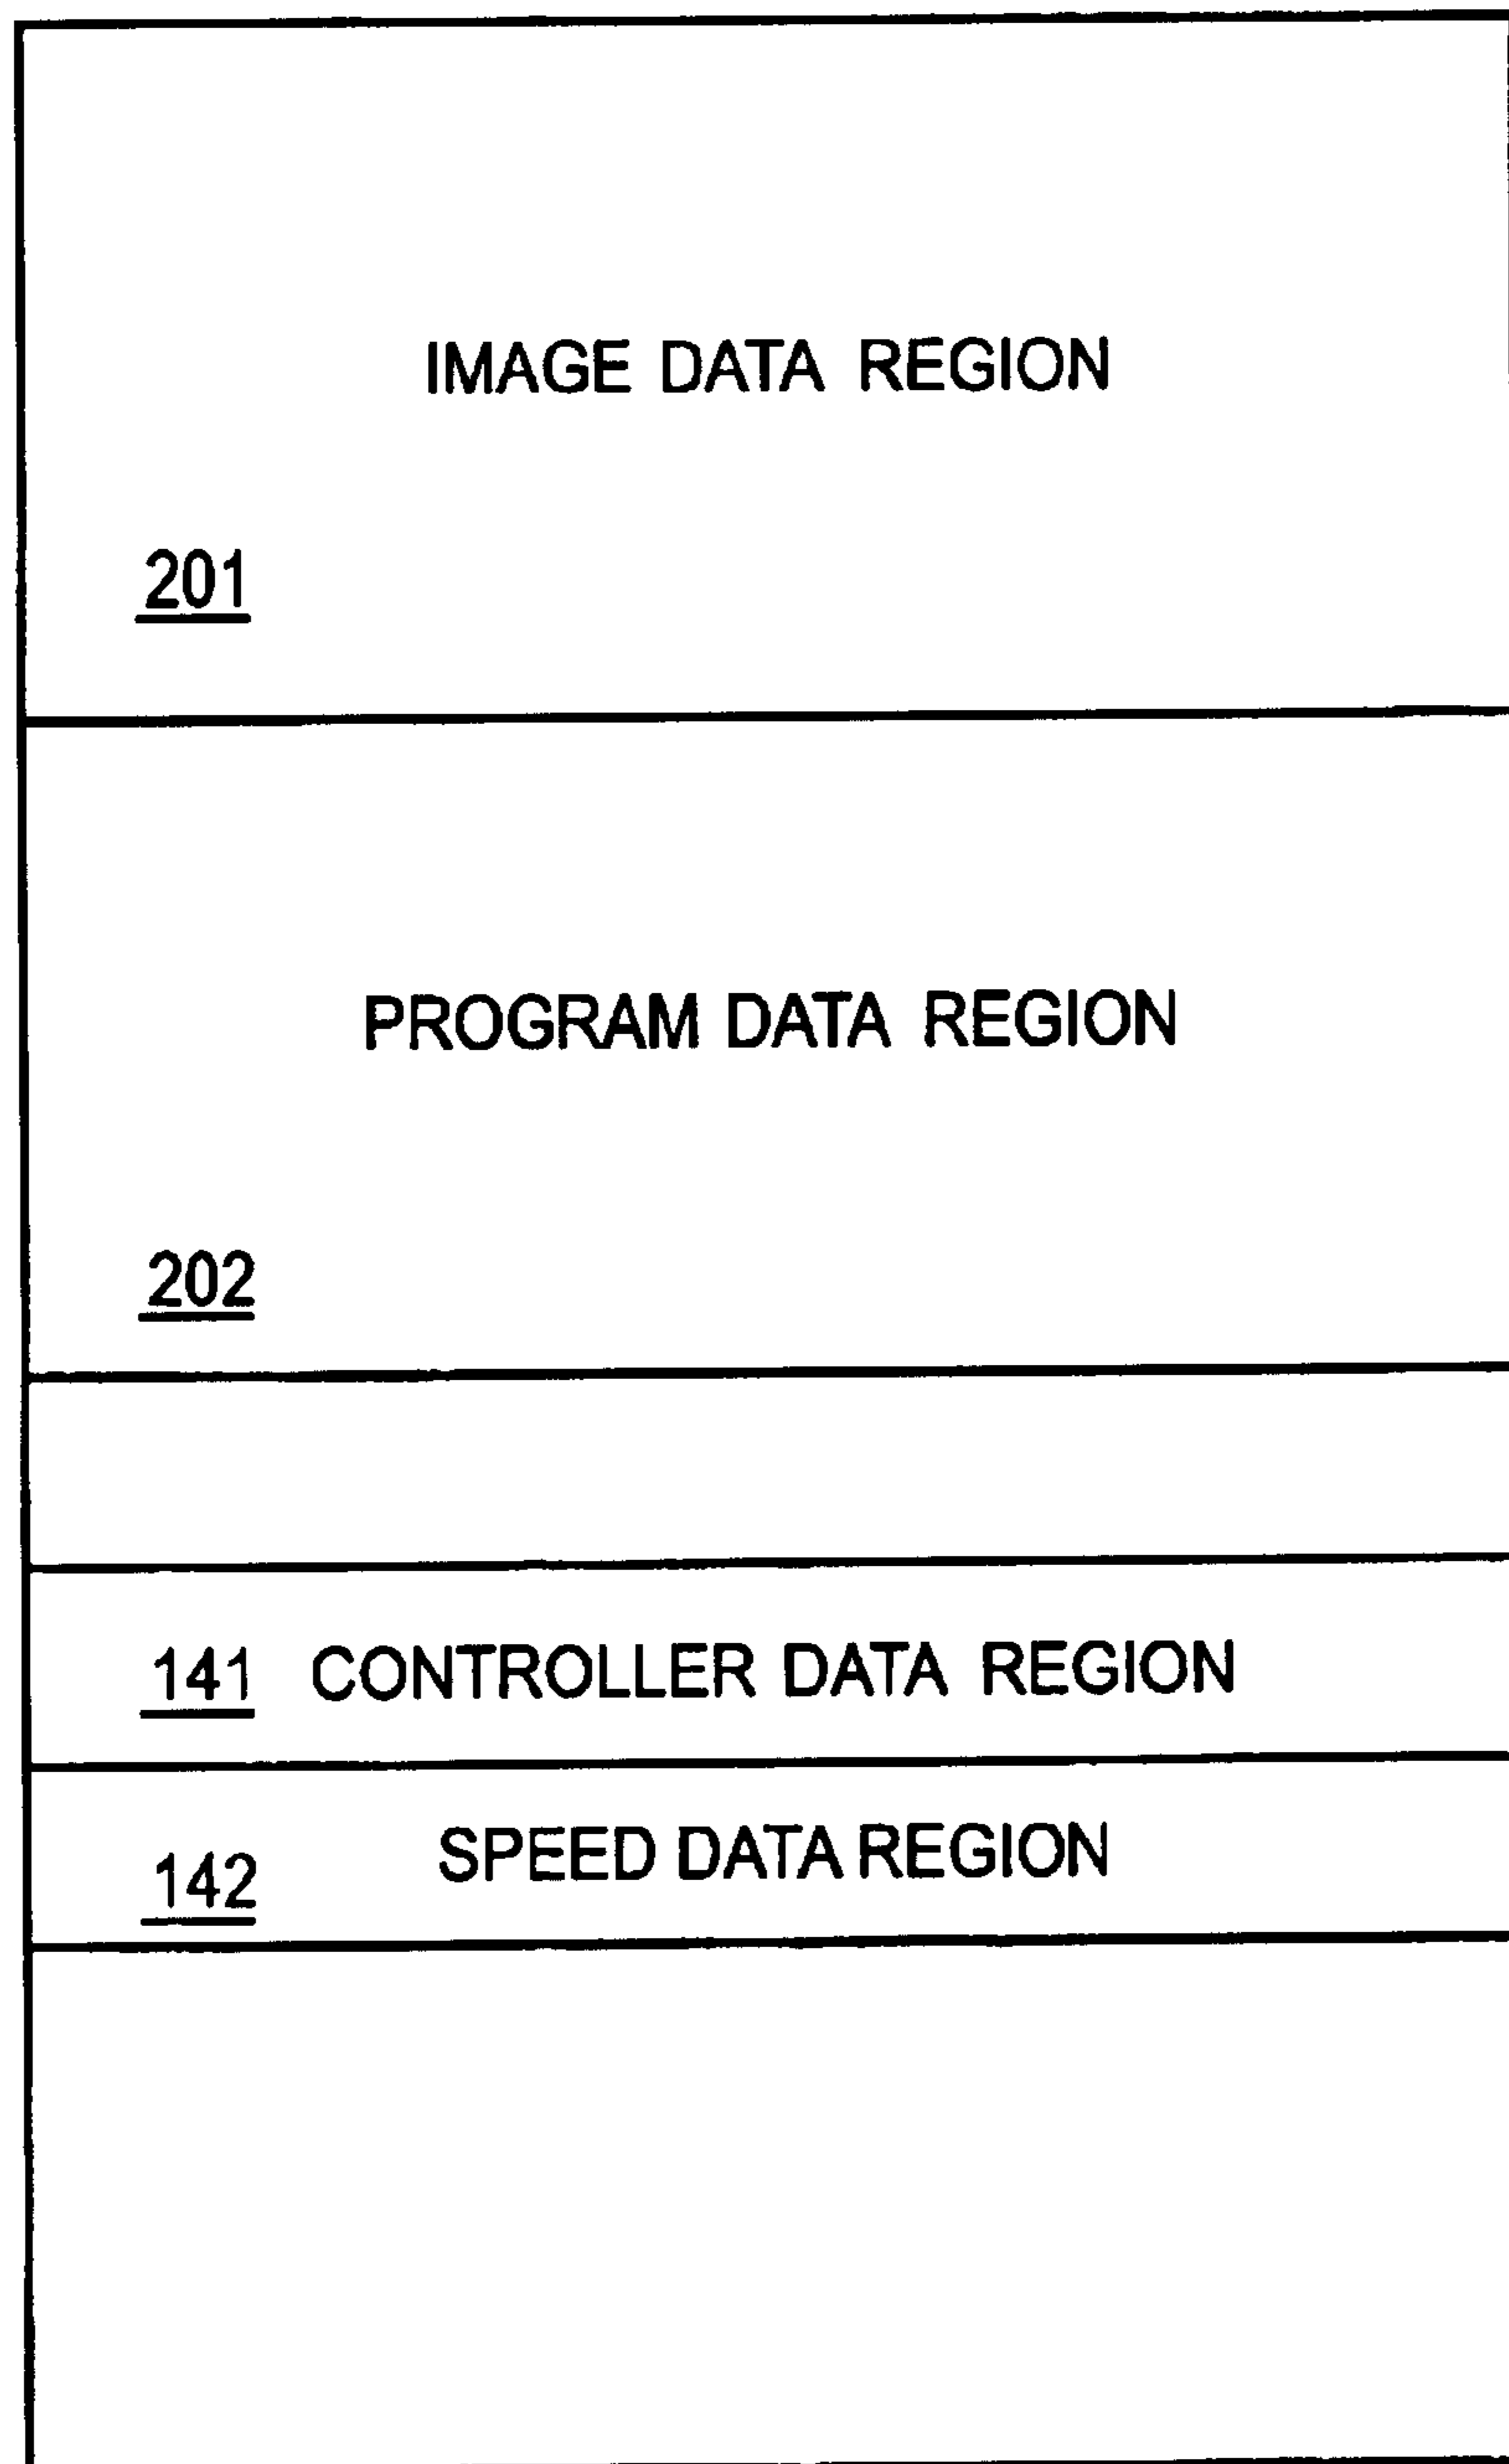 IMAGE DATA REGION
201
PROGRAM DATA REGION
202
141 CONTROLLER DATA REGION
SPEED DATA REGION
142